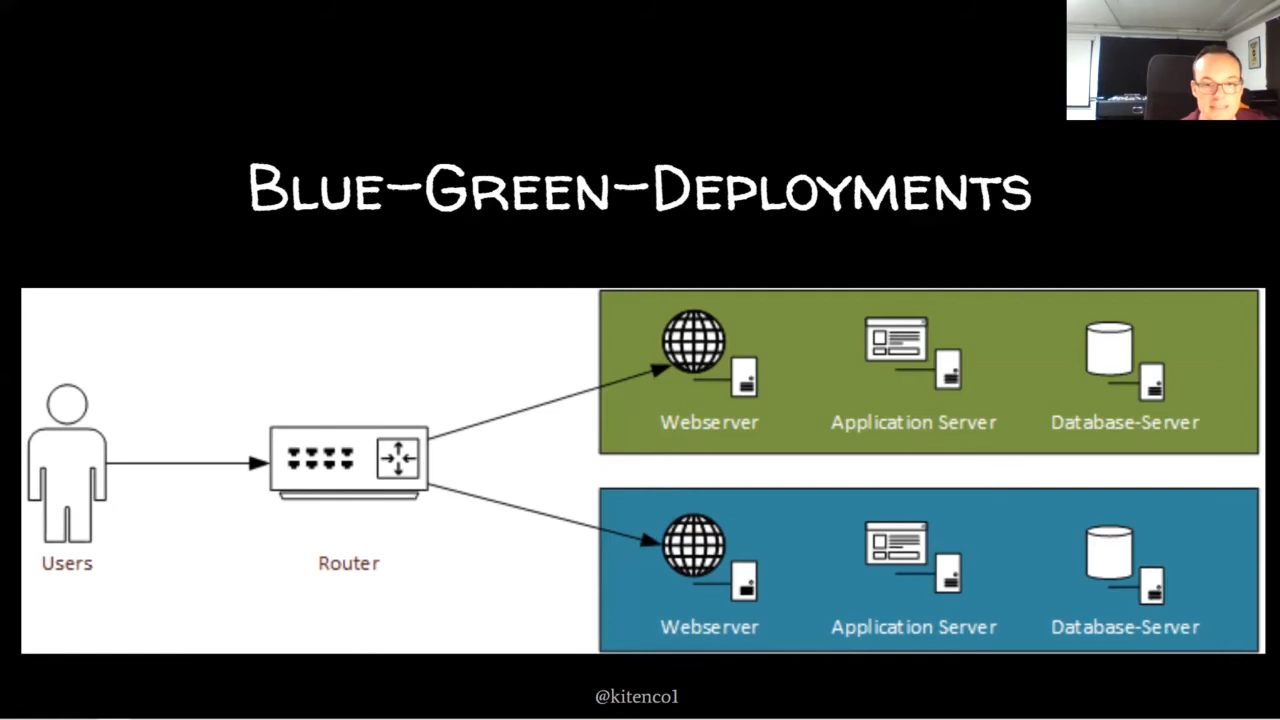 BLUE-GREEN-DEPLOYMENTS
Webserver
Application Server
Database-Server
Users
Router
Webserver
Application Server
Database-Server
@kitenco1